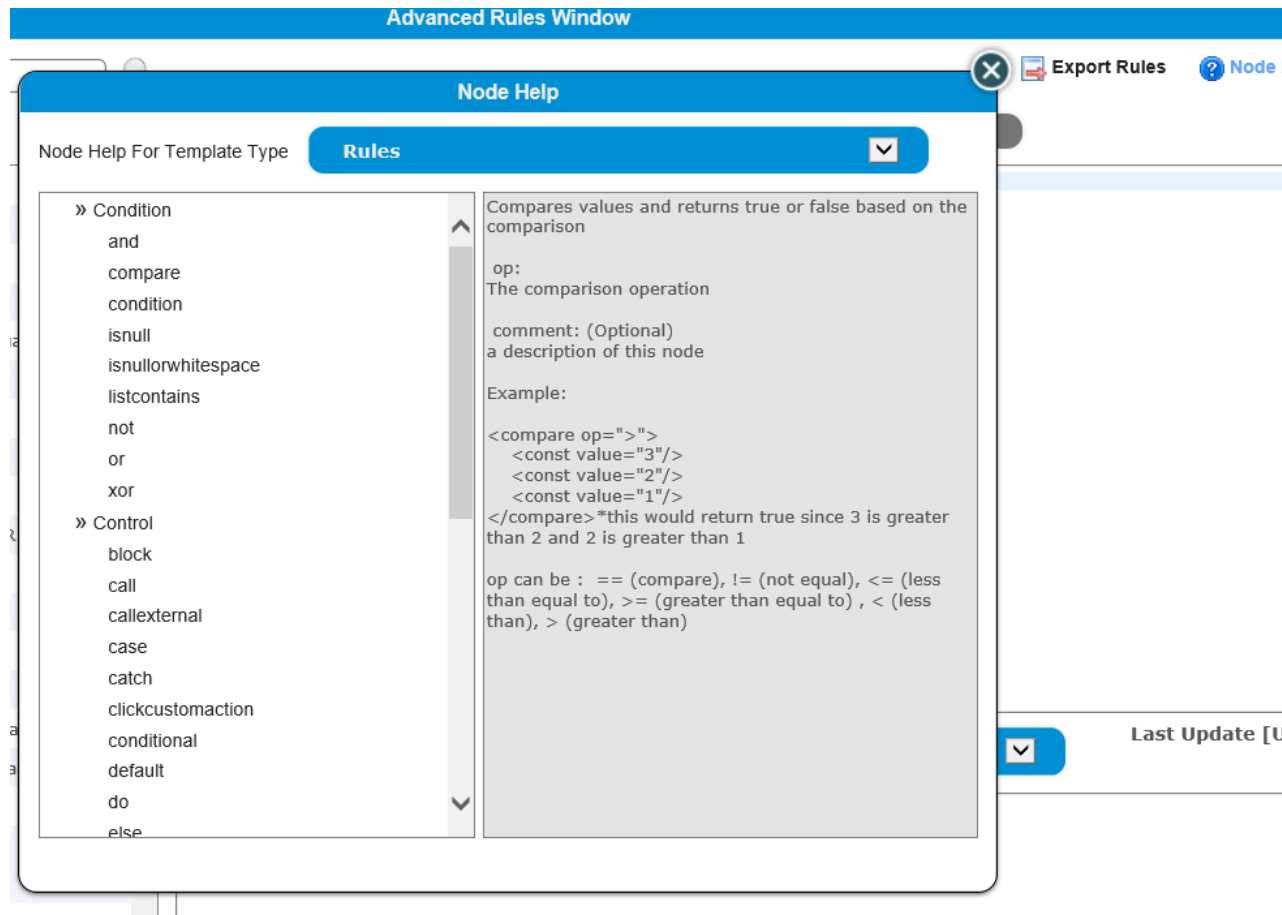 Advanced Rules Window
Export Rules
Node
Node Help
Node Help For Template Type
Rules
» Condition
and
compare
condition
isnull
isnullorwhitespace
listcontains
not
or
xor
» Control
block
call
callexternal
case
catch
clickcustomaction
conditional
default
do
else
Compares values and returns true or false based on the
comparison
op:
The comparison operation
comment: (Optional)
a description of this node
Example:
<compare op=">">
<const value="3"/>
<const value="2"/>
<const value="1"/>
</compare>*this would return true since 3 is greater
than 2 and 2 is greater than 1
op can be : == (compare), != (not equal), <= (less
than equal to), >= (greater than equal to) , < (less
than), > (greater than)
Last Update [U